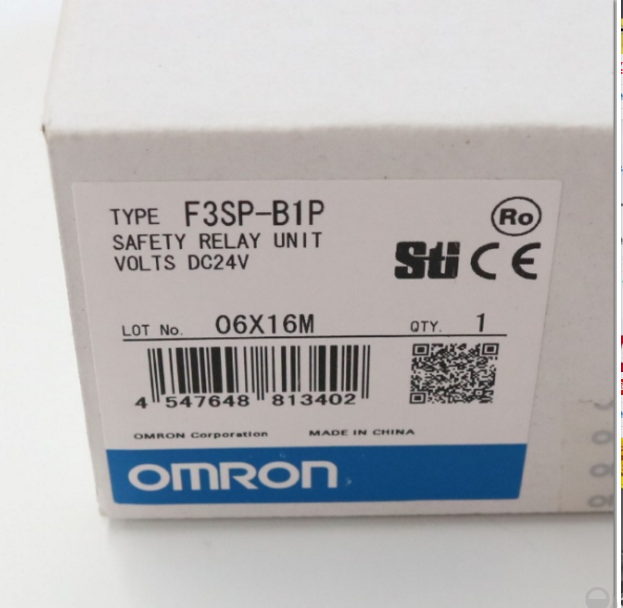 TYPE F3SP-B1P
Ro
SAFETY RELAY UNIT
VOLTS DC24V
Sti CE
LOT No. 06X16M
QTY. 1
4 547648 813402
OMRON Corporation MADE IN CHINA
OMRON